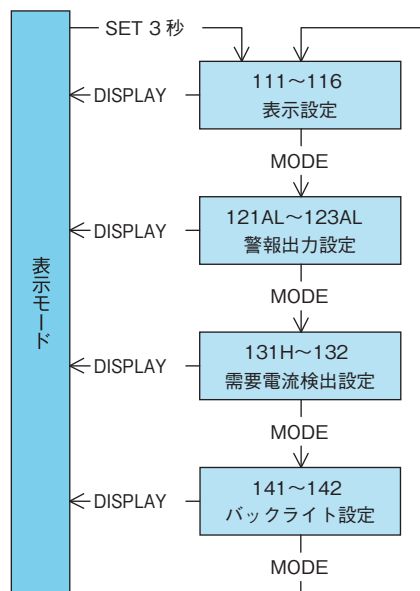 SET 3 秒
表示モード
DISPLAY
111～116
表示設定
MODE
DISPLAY
121AL～123AL
警報出力設定
MODE
DISPLAY
131H～132
需要電流検出設定
MODE
DISPLAY
141～142
バックライト設定
MODE